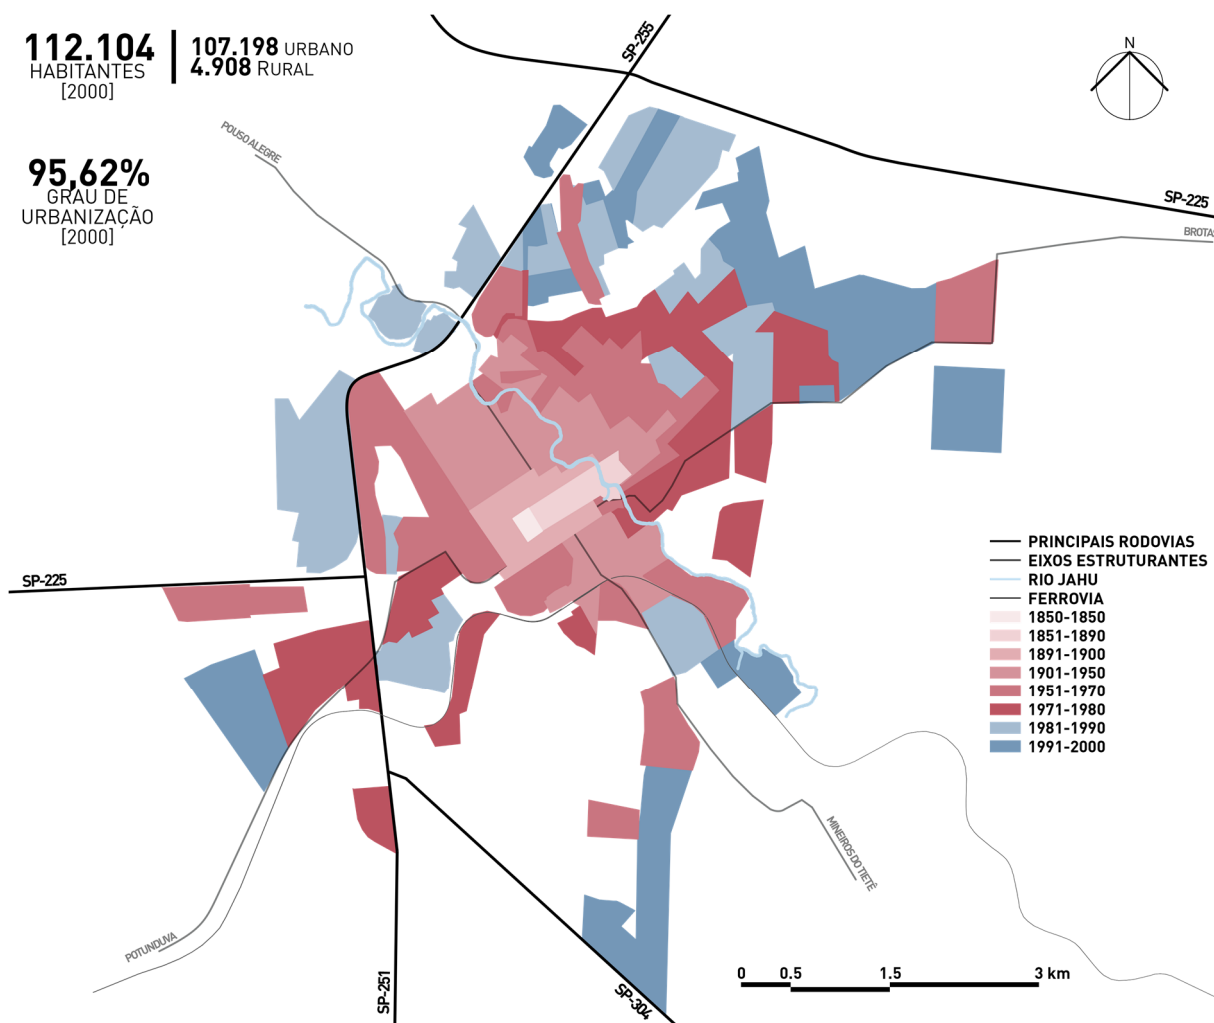 112.104
HABITANTES
[2000]
107.198 URBANO
4.908 RURAL
95,62%
GRAU DE
URBANIZAÇÃO
[2000]
POUSO ALEGRE
SP-255
N
SP-225
BROTA
SP-225
PRINCIPAIS RODOVIAS
EIXOS ESTRUTURANTES
RIO JAHU
FERROVIA
1850-1850
1851-1890
1891-1900
1901-1950
1951-1970
1971-1980
1981-1990
1991-2000
MINEIROS DO TIETÊ
POTUNDUVA
SP-251
SP-304
0 0.5 1.5 3 km